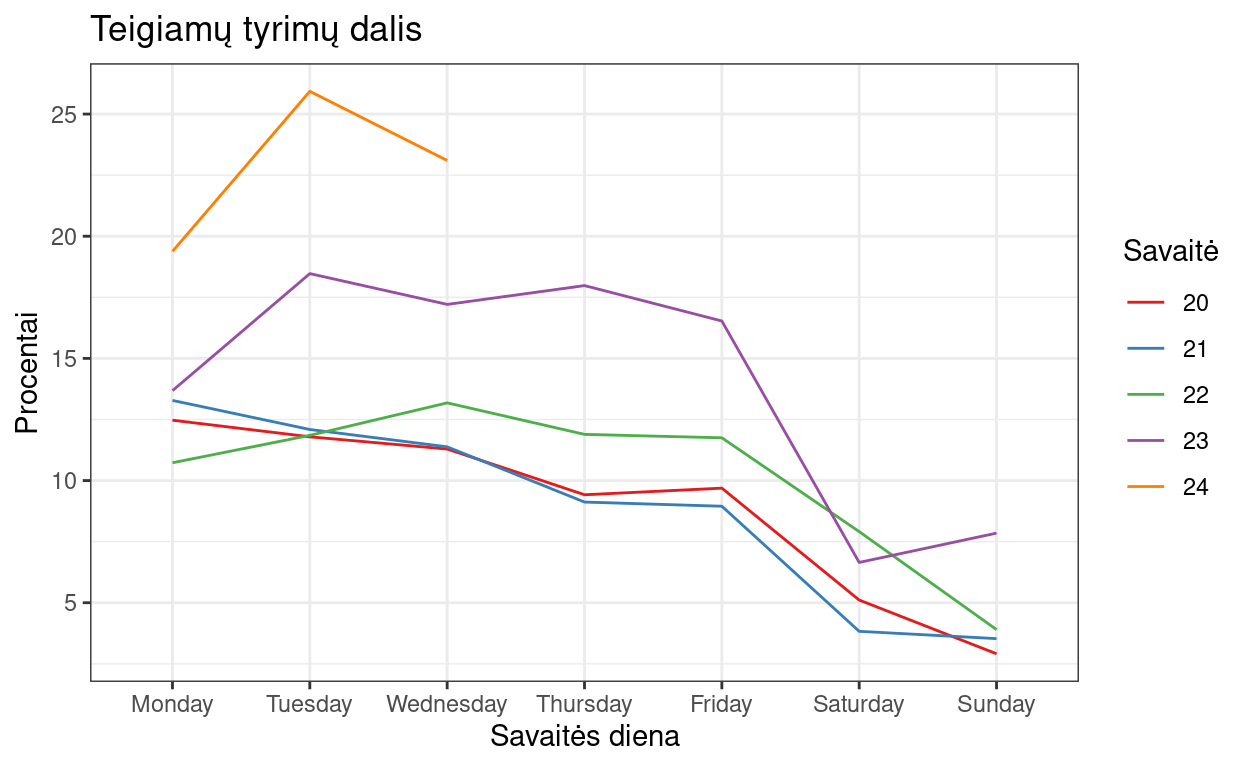 Teigiamų tyrimų dalis
Procentai
25
20
15
10
5
Monday
Tuesday
Wednesday
Thursday
Friday
Saturday
Sunday
Savaitės diena
Savaitė
20
21
22
23
24